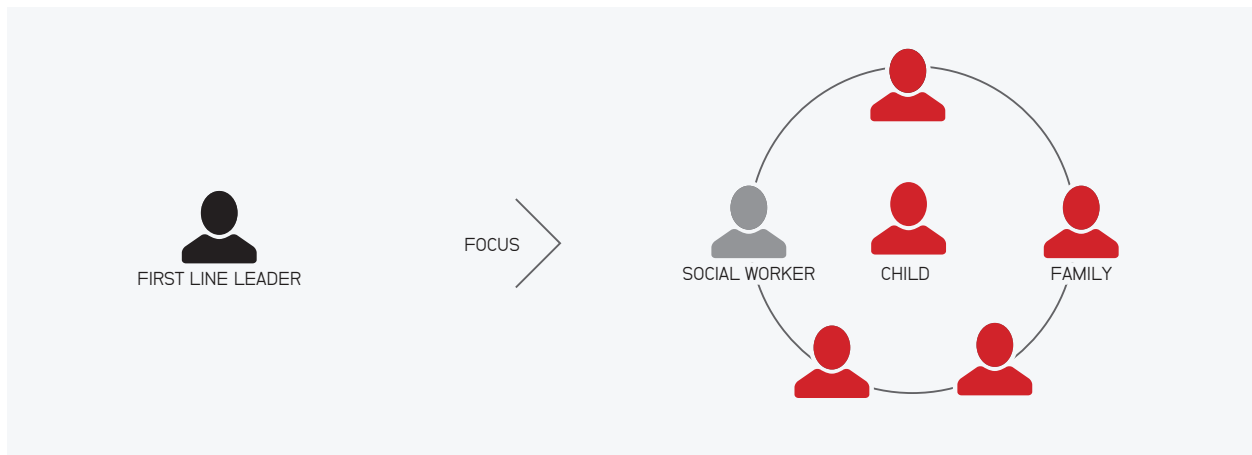 FIRST LINE LEADER
FOCUS
SOCIAL WORKER
CHILD
FAMILY